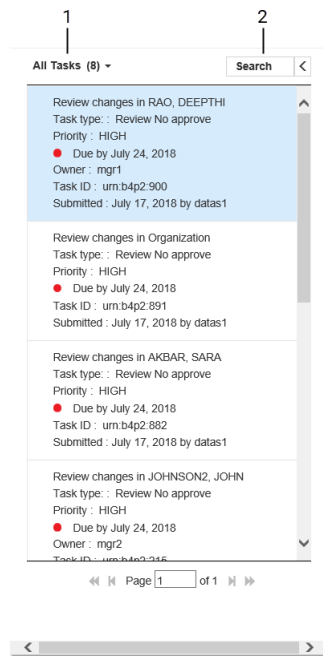 1 2
All Tasks (8) Search
Review changes in RAO, DEEPTHI
Task type: : Review No approve
Priority : HIGH
Due by July 24, 2018
Owner : mgr1
Task ID : urn:b4p2:900
Submitted : July 17, 2018 by datas1
Review changes in Organization
Task type: : Review No approve
Priority : HIGH
Due by July 24, 2018
Task ID : urn:b4p2:891
Submitted : July 17, 2018 by datas1
Review changes in AKBAR, SARA
Task type: : Review No approve
Priority : HIGH
Due by July 24, 2018
Task ID : urn:b4p2:882
Submitted : July 17, 2018 by datas1
Review changes in JOHNSON2, JOHN
Task type: : Review No approve
Priority : HIGH
Due by July 24, 2018
Owner : mgr2
Task ID : urn:b4p2:215
Page 1 of 1